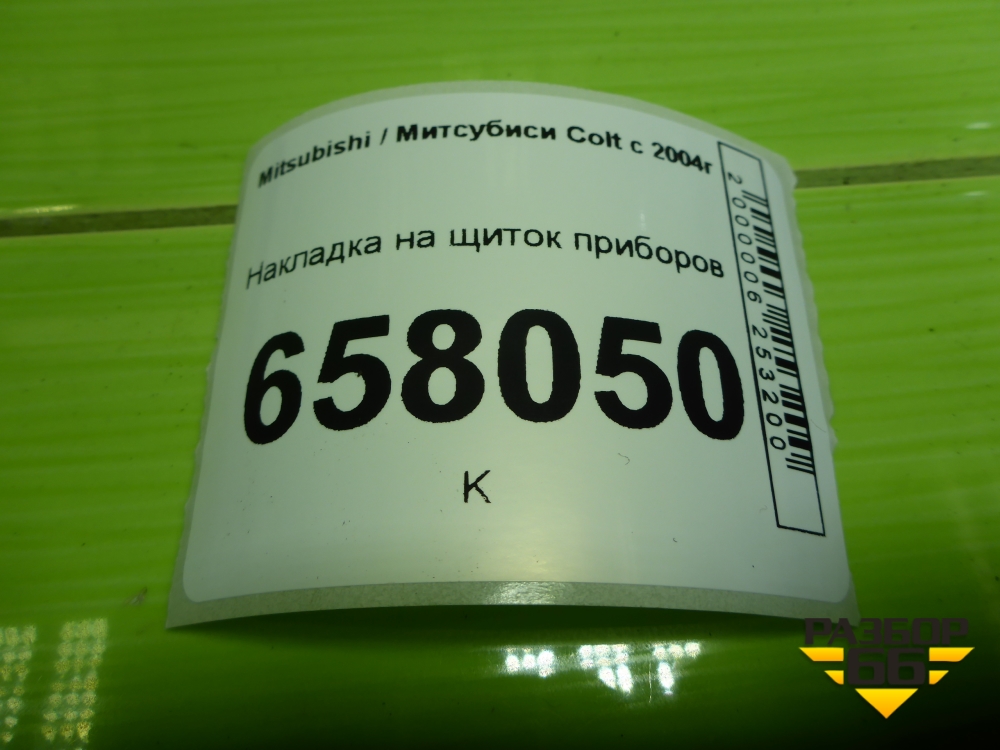 Mitsubishi / Митсубиси Colt с 2004г
Накладка на щиток приборов
658050
К
2000006253200
РАЗБОР
66